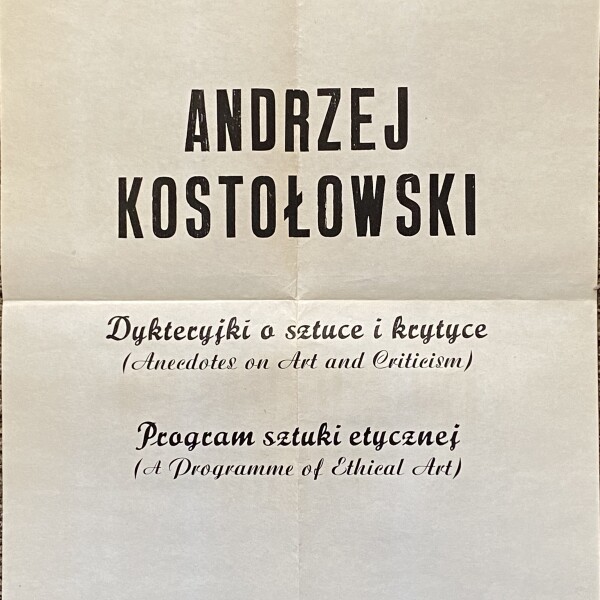 ANDRZEJ
KOSTOŁOWSKI
Dykteryjki o sztuce i krytyce
(Anecdotes on Art and Criticism)
Program sztuki etycznej
(A Programme of Ethical Art)